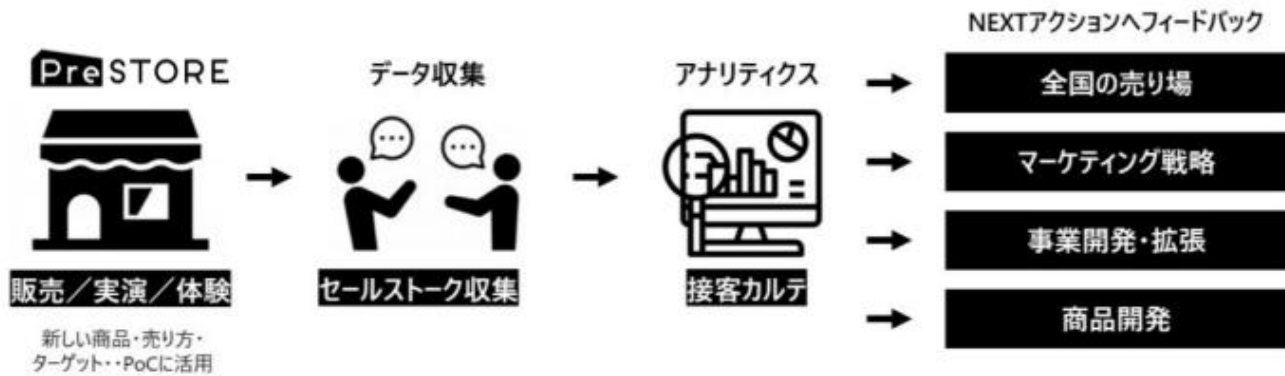 PreSTORE
販売／実演／体験
新しい商品・売り方・
ターゲット・・PoCに活用
データ収集
セールストーク収集
アナリティクス
接客カルテ
NEXTアクションへフィードバック
全国の売り場
マーケティング戦略
事業開発・拡張
商品開発